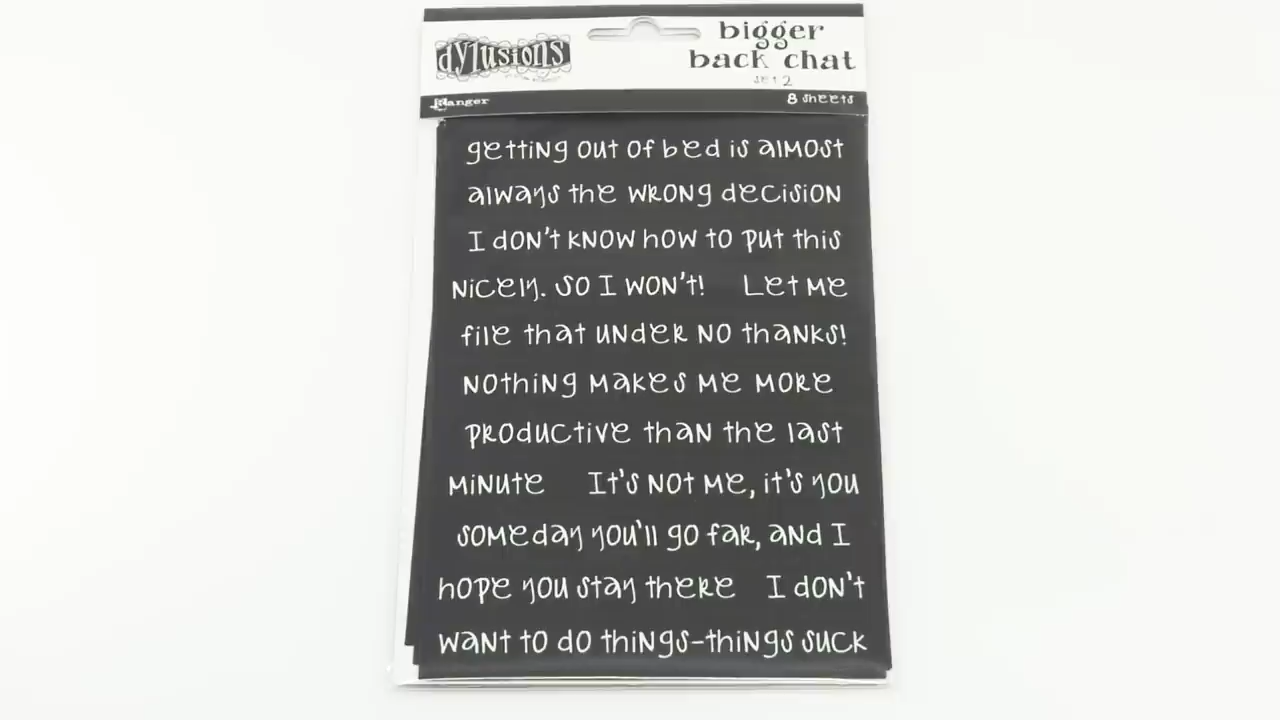 dylusions
bigger
back chat
set 2
Ranger
8 sheets
getting out of bed is almost
always the wrong decision
I don't know how to put this
nicely. So I won't! Let me
file that under no thanks!
Nothing makes me more
productive than the last
minute It's not me, it's you
someday you'll go far, and I
hope you stay there I don't
want to do things-things suck